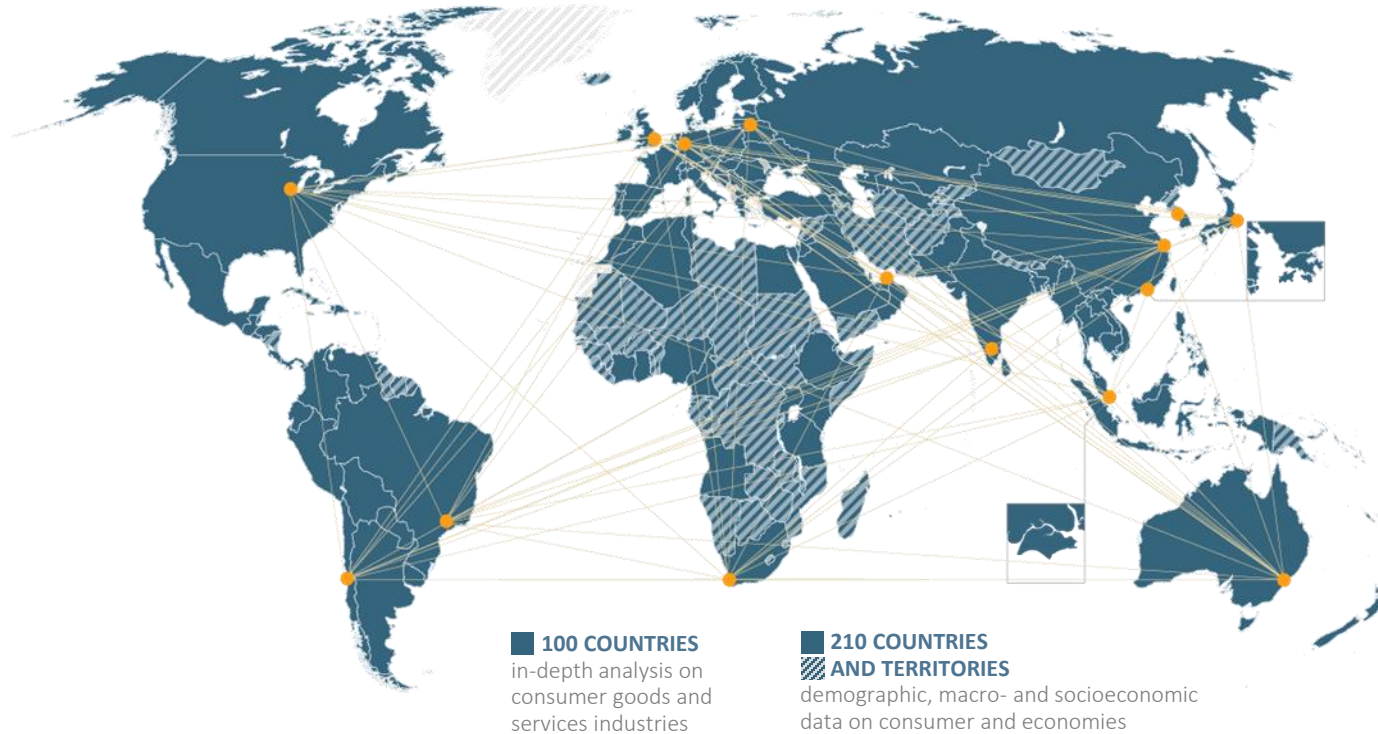 100 COUNTRIES
in-depth analysis on
consumer goods and
services industries
210 COUNTRIES
AND TERRITORIES
demographic, macro- and socioeconomic
data on consumer and economies